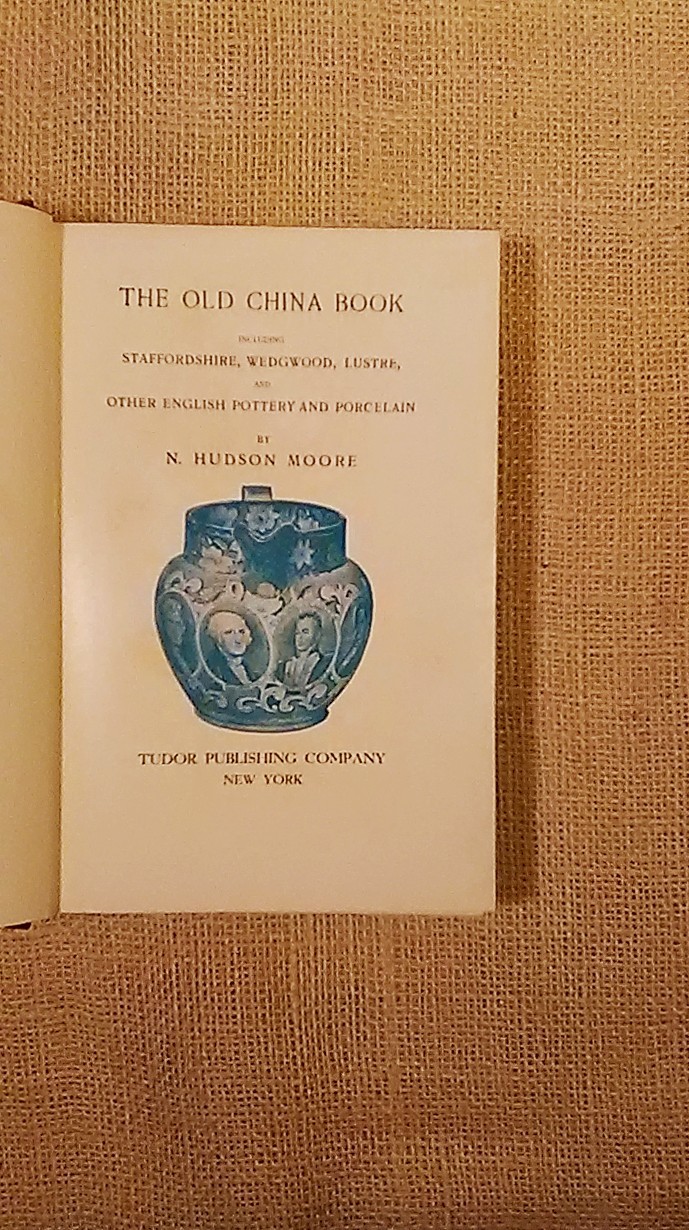 THE OLD CHINA BOOK
INCLUDING
STAFFORDSHIRE, WEDGWOOD, LUSTRE,
AND
OTHER ENGLISH POTTERY AND PORCELAIN
BY
N. HUDSON MOORE
TUDOR PUBLISHING COMPANY
NEW YORK